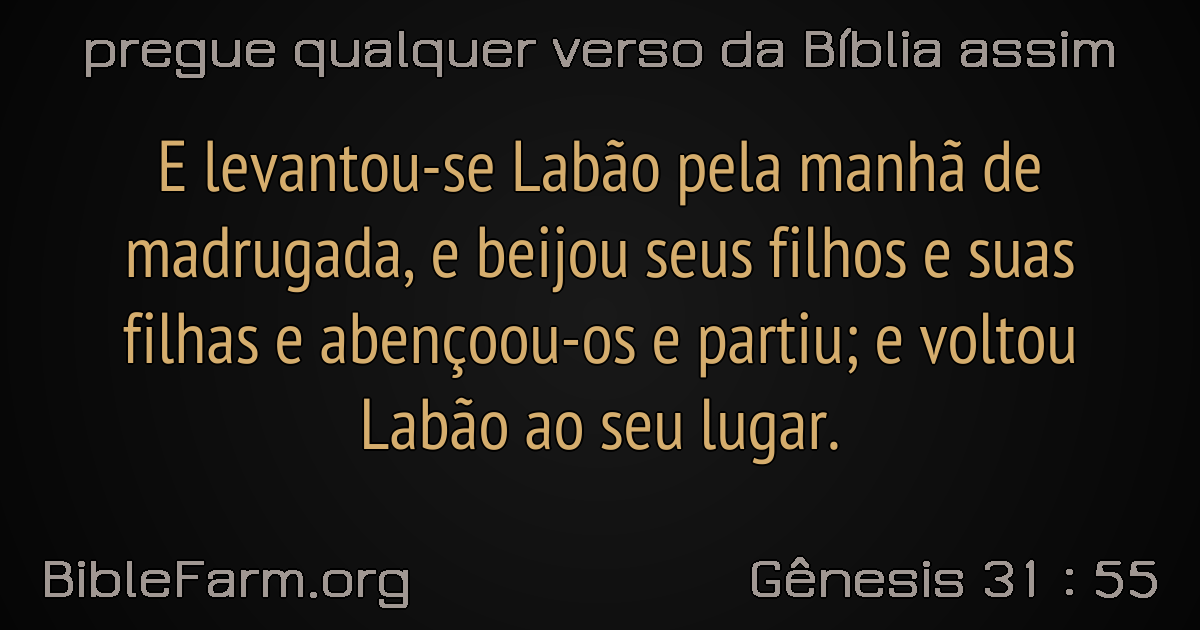 pregue qualquer verso da Bíblia assim
E levantou-se Labão pela manhã de
madrugada, e beijou seus filhos e suas
filhas e abençoou-os e partiu; e voltou
Labão ao seu lugar.
BibleFarm.org
Gênesis 31 : 55